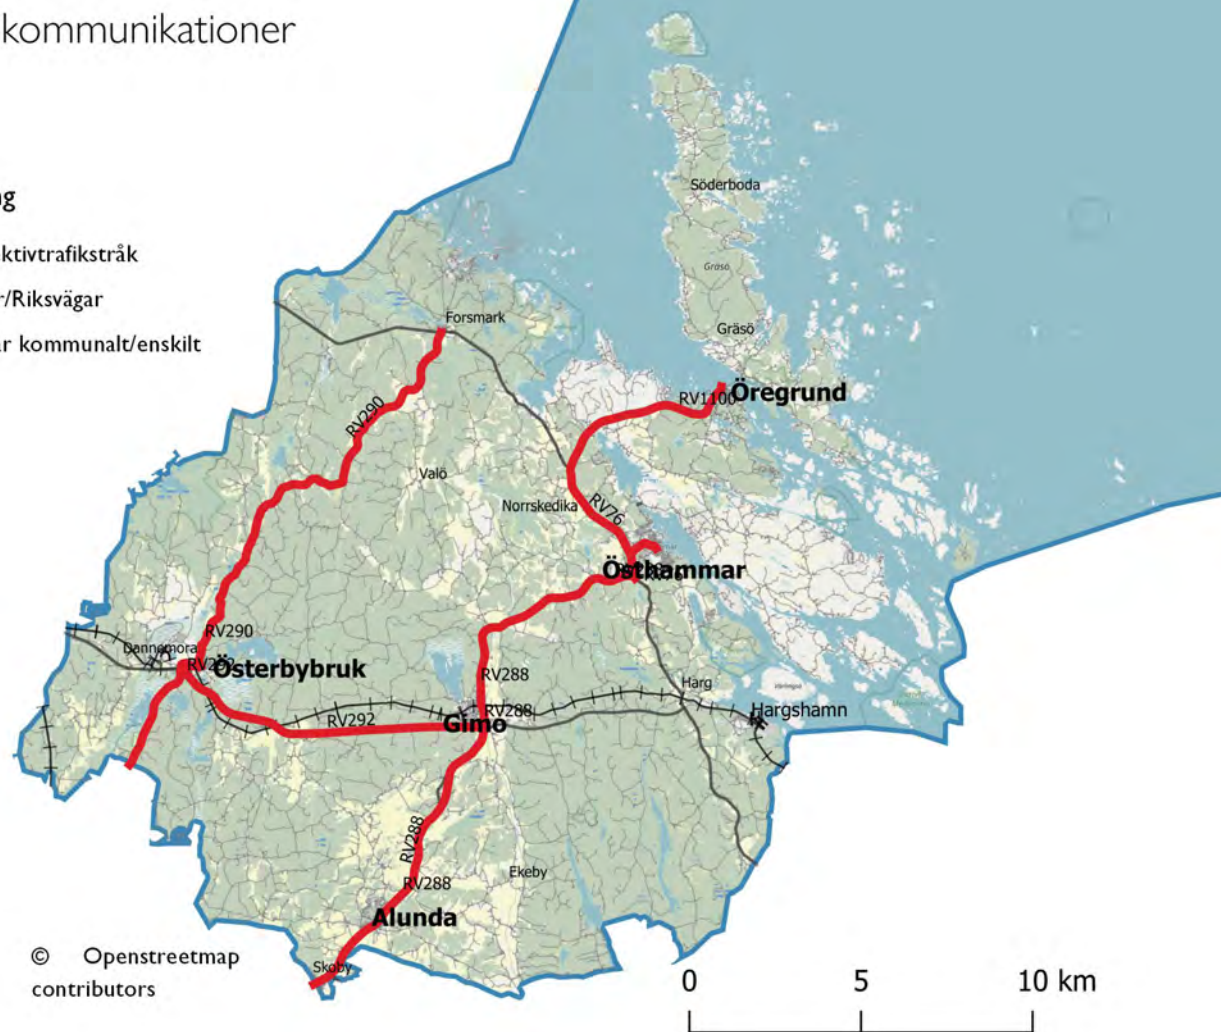 kommunikationer
g
ktivtrafikstråk
r/Riksvägar
ar kommunalt/enskilt
Söderboda
Gräsö
Gräsö
Forsmark
RV1100
Öregrund
RV290
Valö
Norrskedika
RV76
Östhammar
RV290
Dannemora
Österbybruk
Harg
RV288
Hargshamn
RV288
RV292
Gimo
RV288
RV288
Ekeby
Alunda
Skoby
© Openstreetmap
contributors
0 5 10 km